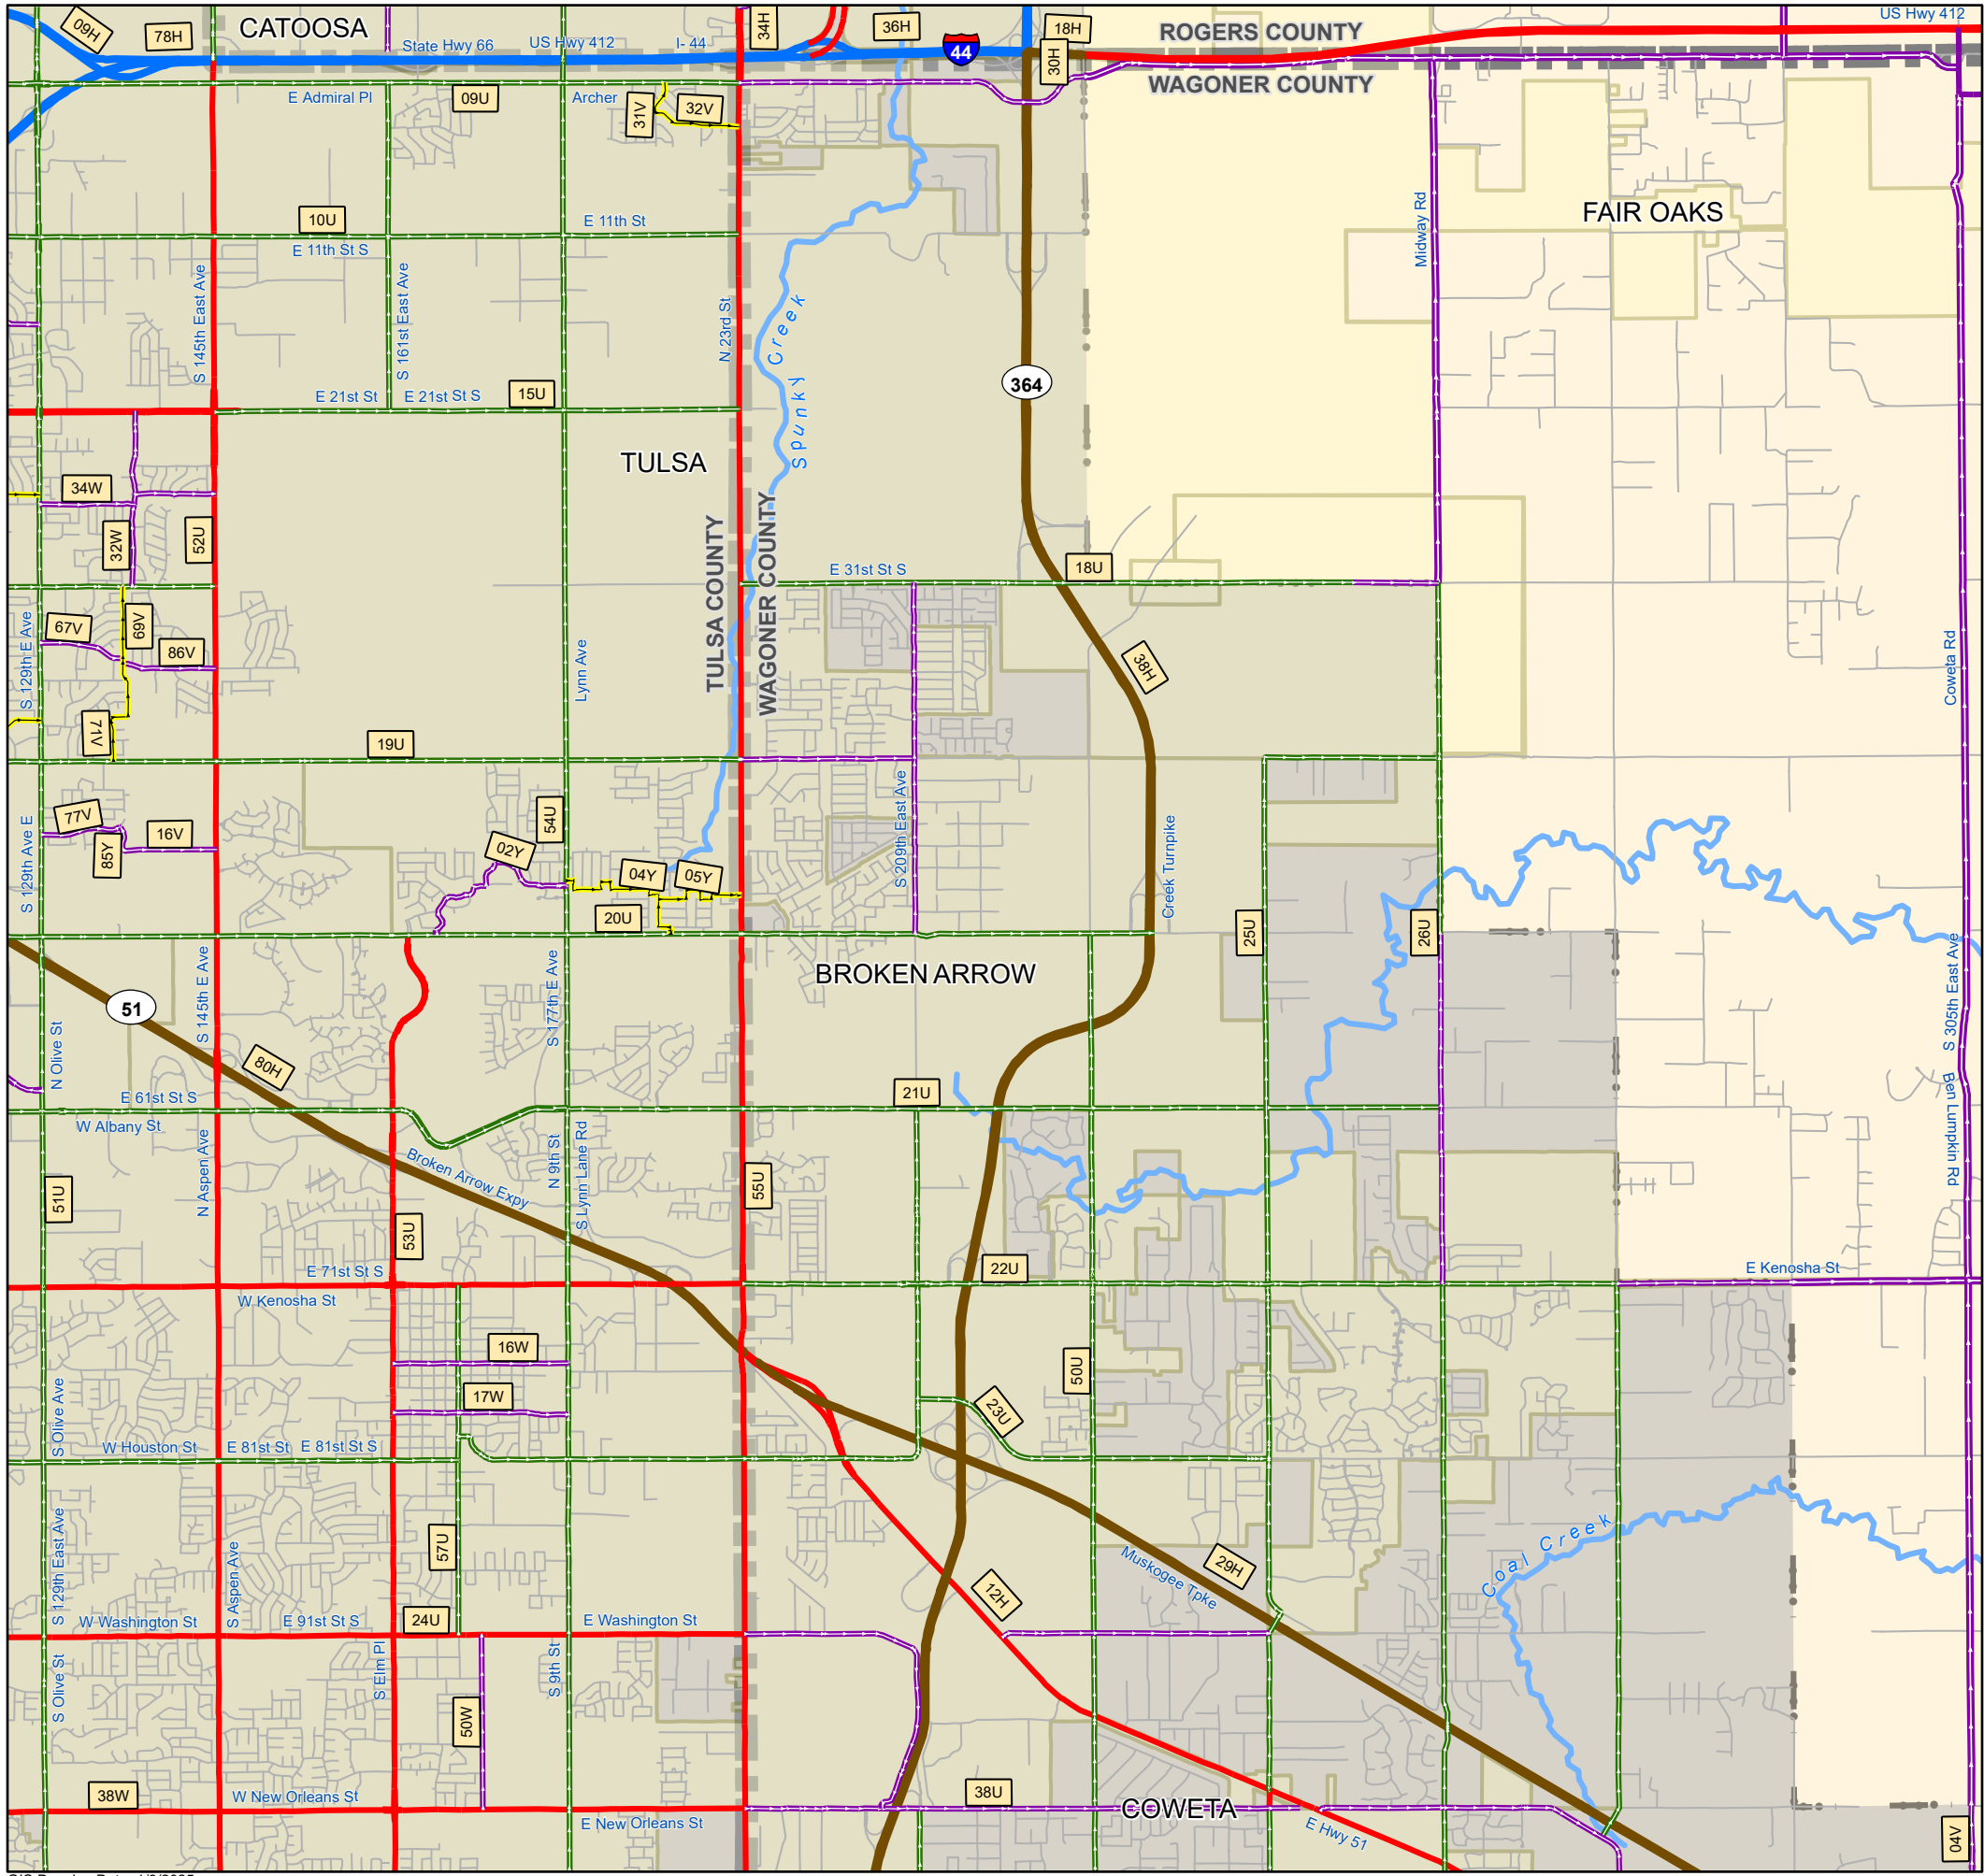 09H
78H
CATOOSA
State Hwy 66
US Hwy 412
I- 44
34H
36H
44
18H
30H
ROGERS COUNTY
WAGONER COUNTY
US Hwy 412
E Admiral Pl
09U
Archer
31V
32V
10U
E 11th St
E 11th St S
Midway Rd
FAIR OAKS
S 145th East Ave
S 161st East Ave
N 23rd St
Spunky Creek
364
E 21st St
E 21st St S
15U
TULSA
34W
32W
52U
TULSA COUNTY
WAGONER COUNTY
E 31st St S
18U
67V
69V
86V
S 129th E Ave
Lynn Ave
38H
Coweta Rd
71V
19U
77V
85Y
16V
S 129th Ave E
54U
02Y
04Y
05Y
20U
S 209th East Ave
Creek Turnpike
25U
26U
BROKEN ARROW
51
S 145th E Ave
S 177th E Ave
S 305th East Ave
N Olive St
80H
E 61st St S
W Albany St
21U
Ben Lumpkin Rd
N Aspen Ave
Broken Arrow Expy
N 9th St
S Lynn Lane Rd
51U
53U
55U
E 71st St S
W Kenosha St
22U
E Kenosha St
16W
17W
50U
23U
S Olive Ave
W Houston St
E 81st St
E 81st St S
57U
S 129th East Ave
S Aspen Ave
Muskogee Tpke
29H
Coal Creek
12H
W Washington St
E 91st St S
24U
E Washington St
S Olive St
S Elm Pl
S 9th St
50W
38W
W New Orleans St
E New Orleans St
38U
COWETA
E Hwy 51
04V